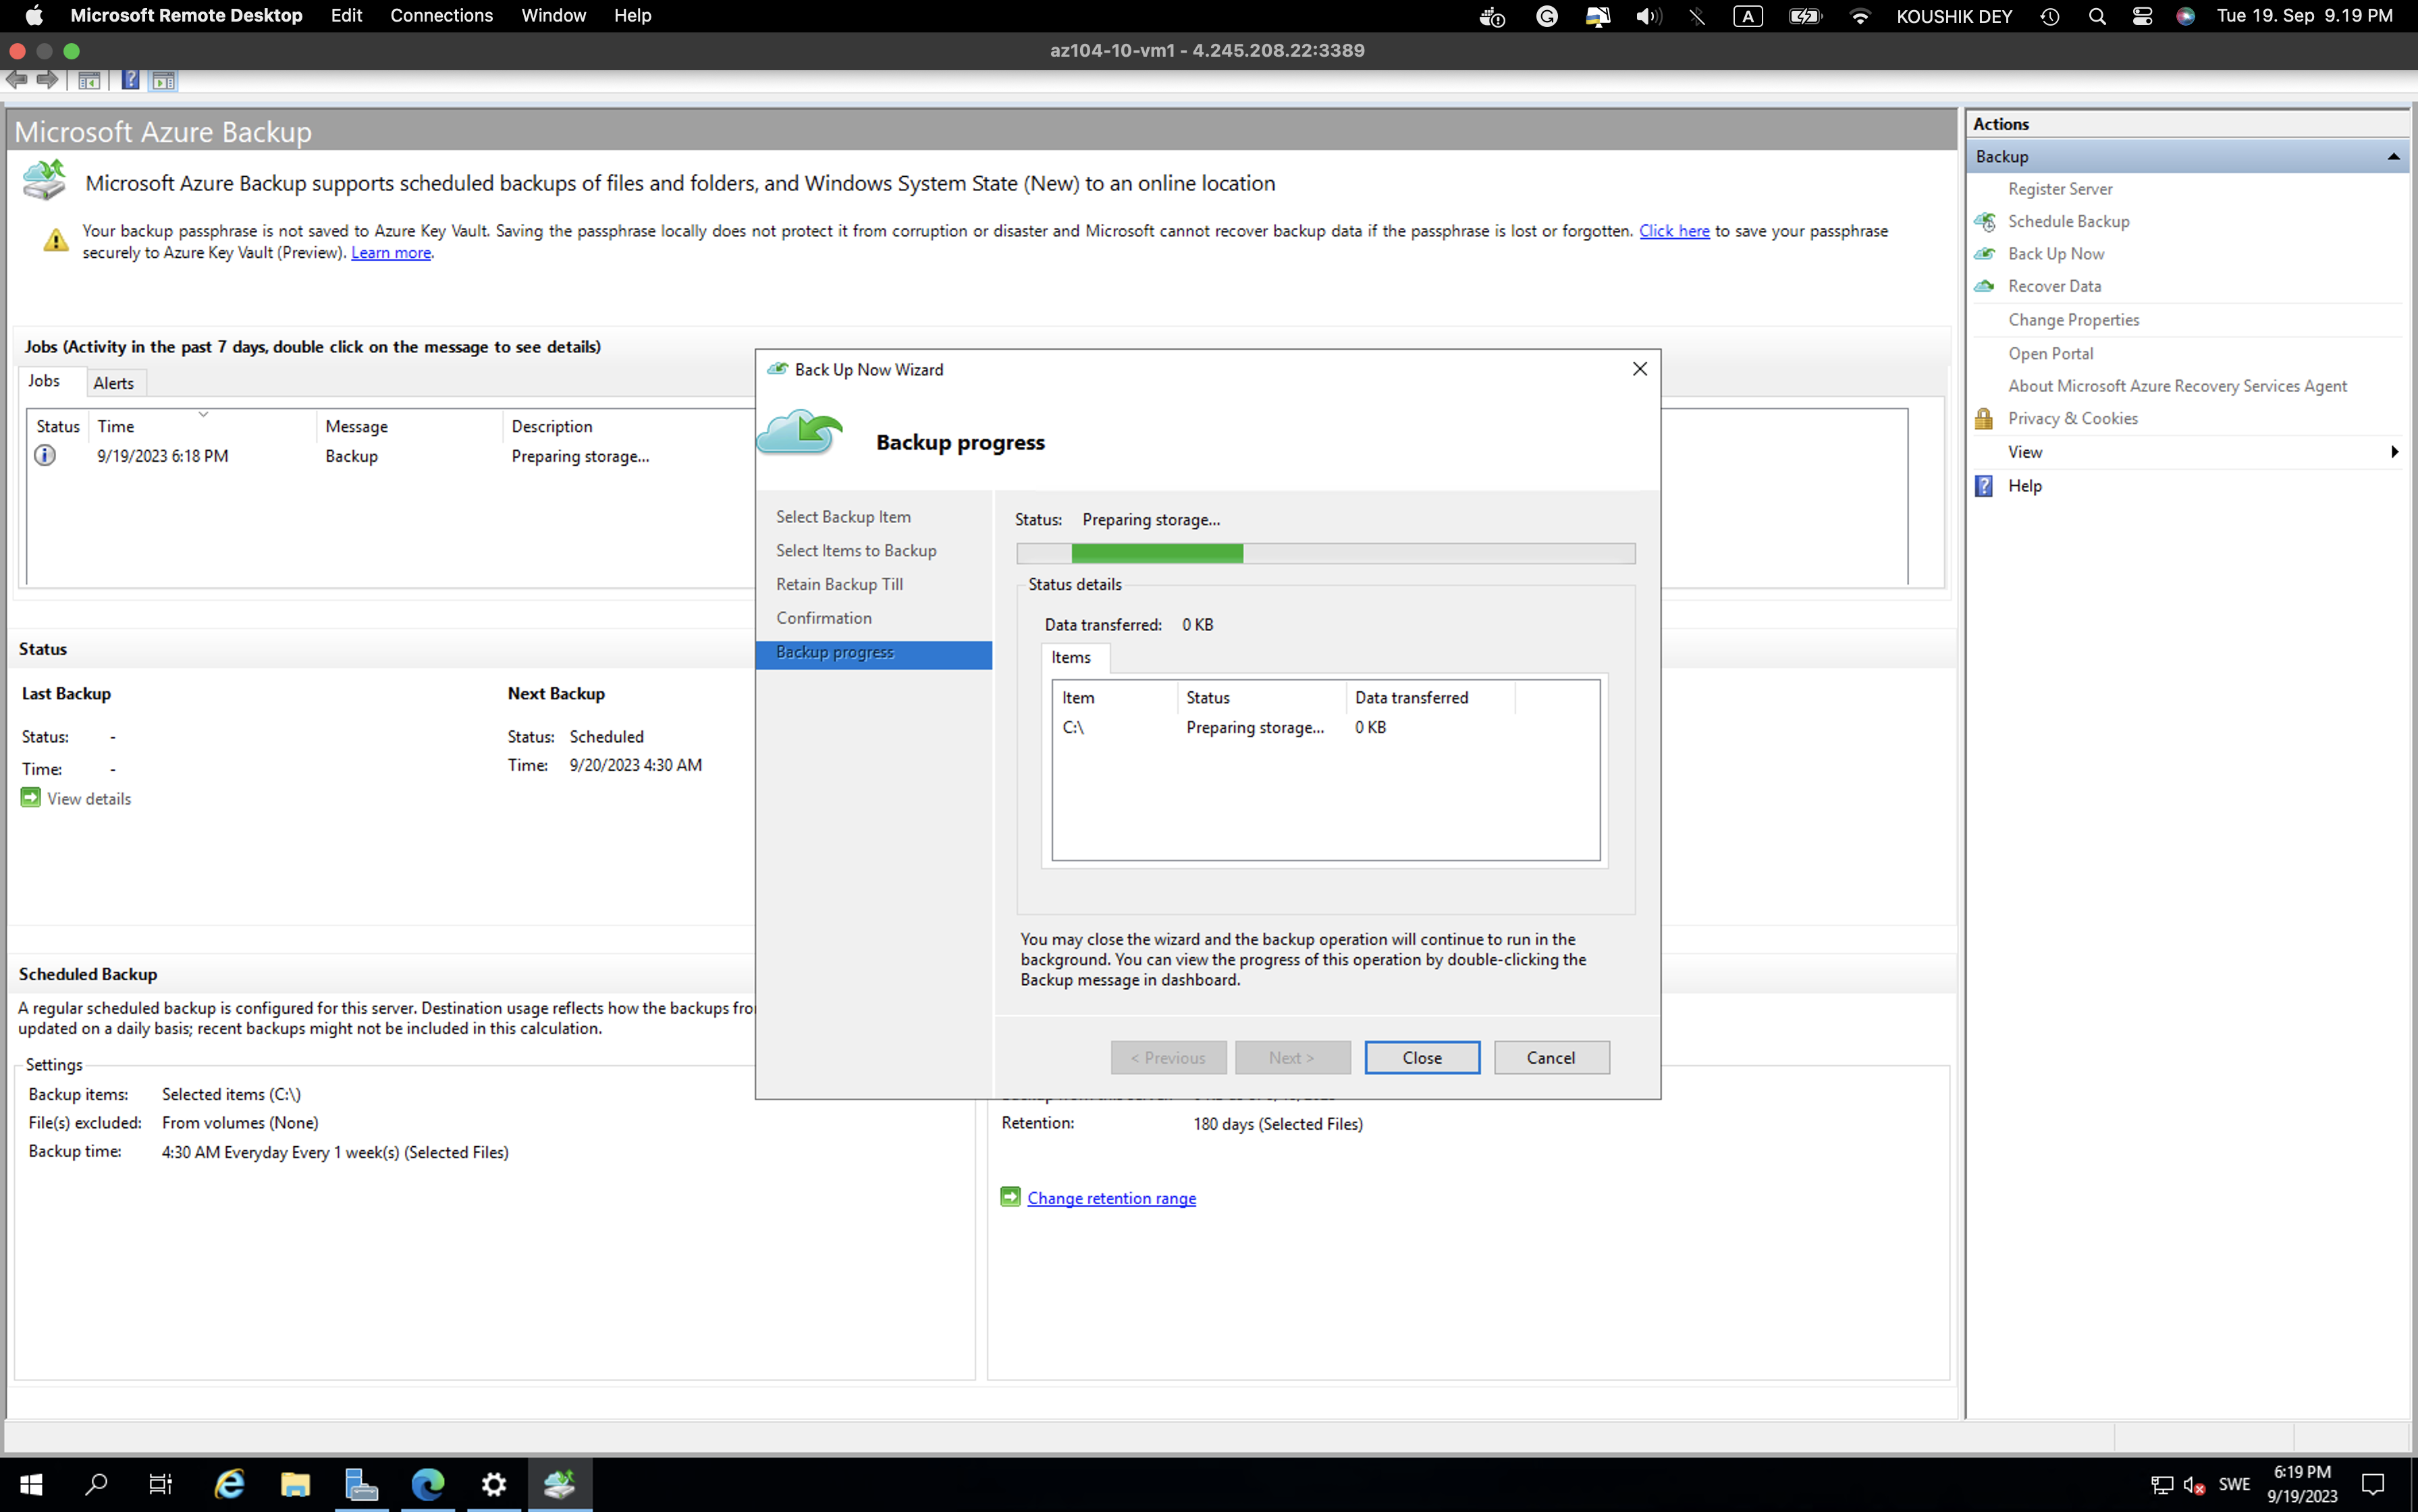 Microsoft Remote Desktop Edit Connections Window Help
A KOUSHIK DEY Tue 19. Sep 9.19 PM
az104-10-vm1 - 4.245.208.22:3389
Microsoft Azure Backup
Microsoft Azure Backup supports scheduled backups of files and folders, and Windows System State (New) to an online location
Your backup passphrase is not saved to Azure Key Vault. Saving the passphrase locally does not protect it from corruption or disaster and Microsoft cannot recover backup data if the passphrase is lost or forgotten. Click here to save your passphrase
securely to Azure Key Vault (Preview). Learn more.
Jobs (Activity in the past 7 days, double click on the message to see details)
Jobs Alerts
Status Time Message Description
9/19/2023 6:18 PM Backup Preparing storage...
Status
Last Backup Next Backup
Status: - Status: Scheduled
Time: - Time: 9/20/2023 4:30 AM
View details
Scheduled Backup
A regular scheduled backup is configured for this server. Destination usage reflects how the backups fro
updated on a daily basis; recent backups might not be included in this calculation.
Settings
Backup items: Selected items (C:\)
File(s) excluded: From volumes (None)
Backup time: 4:30 AM Everyday Every 1 week(s) (Selected Files)
Retention: 180 days (Selected Files)
Change retention range
Back Up Now Wizard
Backup progress
Select Backup Item
Select Items to Backup
Retain Backup Till
Confirmation
Backup progress
Status: Preparing storage...
Status details
Data transferred: 0 KB
Items
Item Status Data transferred
C:\ Preparing storage... 0 KB
You may close the wizard and the backup operation will continue to run in the
background. You can view the progress of this operation by double-clicking the
Backup message in dashboard.
< Previous Next > Close Cancel
Actions
Backup
Register Server
Schedule Backup
Back Up Now
Recover Data
Change Properties
Open Portal
About Microsoft Azure Recovery Services Agent
Privacy & Cookies
View
Help
SWE
6:19 PM
9/19/2023